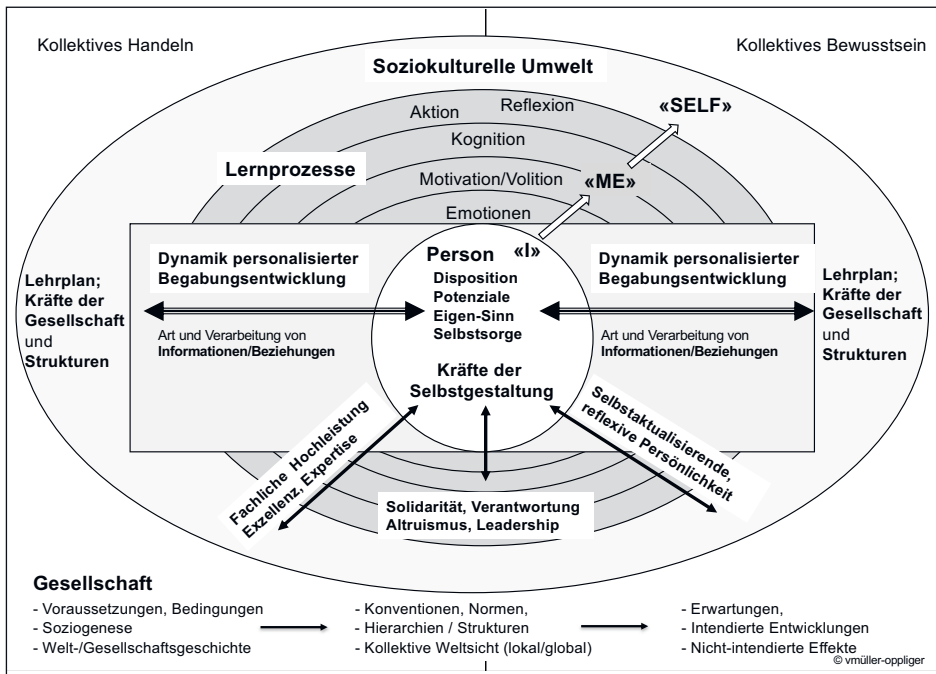 Kollektives Handeln
Kollektives Bewusstsein
Soziokulturelle Umwelt
Aktion
Reflexion
«SELF»
Kognition
Lernprozesse
Motivation/Volition
«ME»
Emotionen
Person «I»
Disposition
Potenziale
Eigen-Sinn
Selbstsorge
Kräfte der
Selbstgestaltung
Dynamik personalisierter
Begabungsentwicklung
Art und Verarbeitung von
Informationen/Beziehungen
Dynamik personalisierter
Begabungsentwicklung
Art und Verarbeitung von
Informationen/Beziehungen
Lehrplan;
Kräfte der
Gesellschaft
und
Strukturen
Lehrplan;
Kräfte der
Gesellschaft
und
Strukturen
Fachliche Hochleistung
Exzellenz, Expertise
Solidarität, Verantwortung
Altruismus, Leadership
Selbstaktualisierende,
reflexive Persönlichkeit
Gesellschaft
- Voraussetzungen, Bedingungen
- Soziogenese
- Welt-/Gesellschaftsgeschichte
- Konventionen, Normen,
- Hierarchien / Strukturen
- Kollektive Weltsicht (lokal/global)
- Erwartungen,
- Intendierte Entwicklungen
- Nicht-intendierte Effekte
© vmüller-oppliger